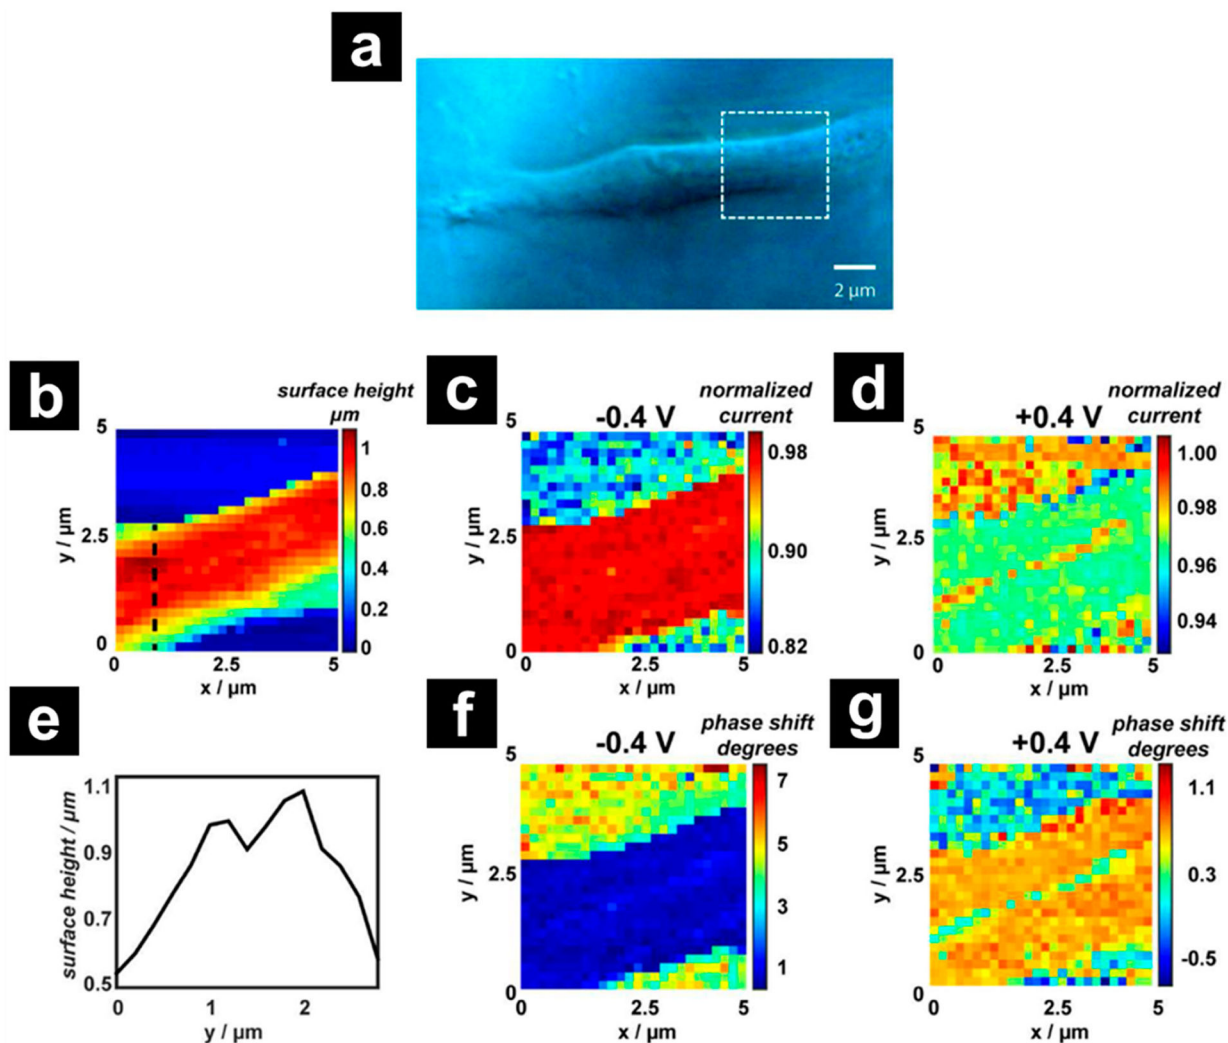 a
2 µm
b
surface height
µm
5
2.5
0
y / µm
1
0.8
0.6
0.4
0.2
0
0
2.5
5
x / µm
c
-0.4 V
normalized
current
5
2.5
0
y / µm
0.98
0.90
0.82
0
2.5
5
x / µm
d
+0.4 V
normalized
current
5
2.5
0
y / µm
1.00
0.98
0.96
0.94
0
2.5
5
x / µm
e
surface height / µm
1.1
0.9
0.7
0.5
0
1
2
y / µm
f
-0.4 V
phase shift
degrees
5
2.5
0
y / µm
7
5
3
1
0
2.5
5
x / µm
g
+0.4 V
phase shift
degrees
5
2.5
0
y / µm
1.1
0.3
-0.5
0
2.5
5
x / µm